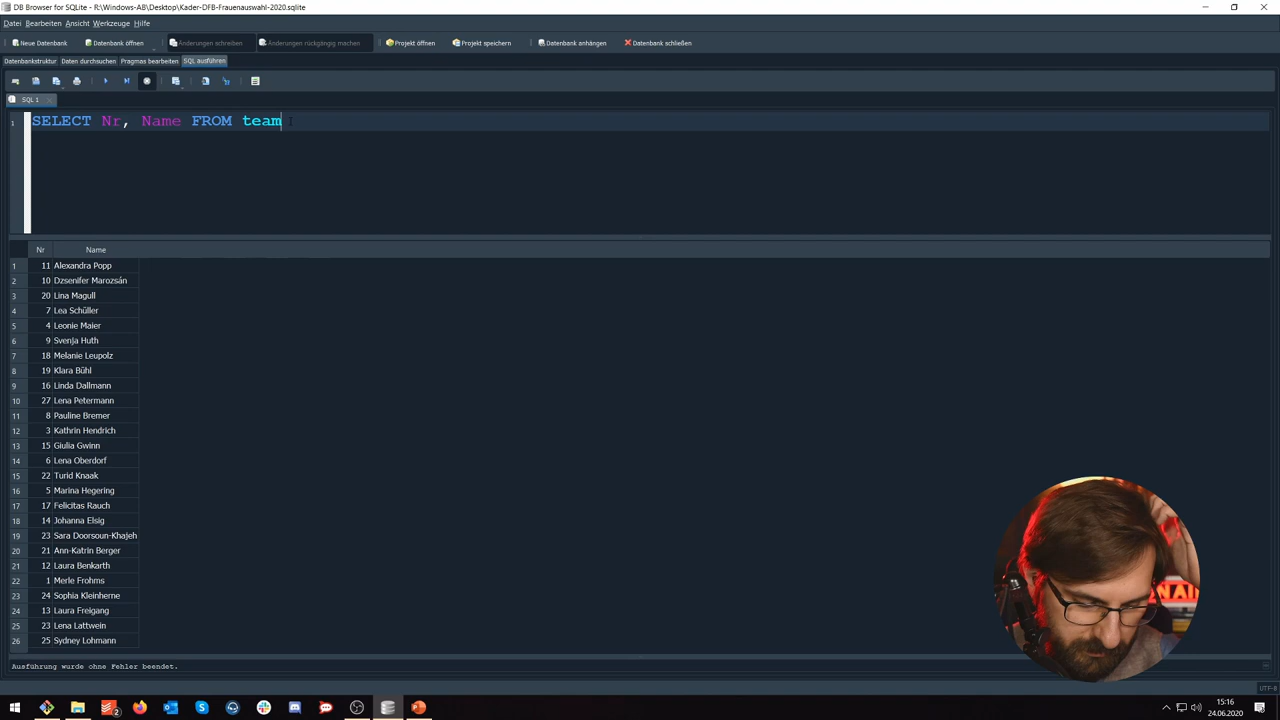 DB Browser for SQLite - R:\Windows-AB\Desktop\Kader-DFB-Frauenauswahl-2020.sqlite
Datei Bearbeiten Ansicht Werkzeuge Hilfe
Neue Datenbank Datenbank öffnen Änderungen schreiben Änderungen rückgängig machen Projekt öffnen Projekt speichern Datenbank anhängen Datenbank schließen
Datenbankstruktur Daten durchsuchen Pragmas bearbeiten SQL ausführen
SQL 1
1 SELECT Nr, Name FROM team
Nr Name
1 11 Alexandra Popp
2 10 Dzsenifer Marozsán
3 20 Lina Magull
4 7 Lea Schüller
5 4 Leonie Maier
6 9 Svenja Huth
7 18 Melanie Leupolz
8 19 Klara Bühl
9 16 Linda Dallmann
10 27 Lena Petermann
11 8 Pauline Bremer
12 3 Kathrin Hendrich
13 15 Giulia Gwinn
14 6 Lena Oberdorf
15 22 Turid Knaak
16 5 Marina Hegering
17 17 Felicitas Rauch
18 14 Johanna Elsig
19 23 Sara Doorsoun-Khajeh
20 21 Ann-Katrin Berger
21 12 Laura Benkarth
22 1 Merle Frohms
23 24 Sophia Kleinherne
24 13 Laura Freigang
25 23 Lena Lattwein
26 25 Sydney Lohmann
Ausführung wurde ohne Fehler beendet.
UTF-8
2
15:16
24.06.2020